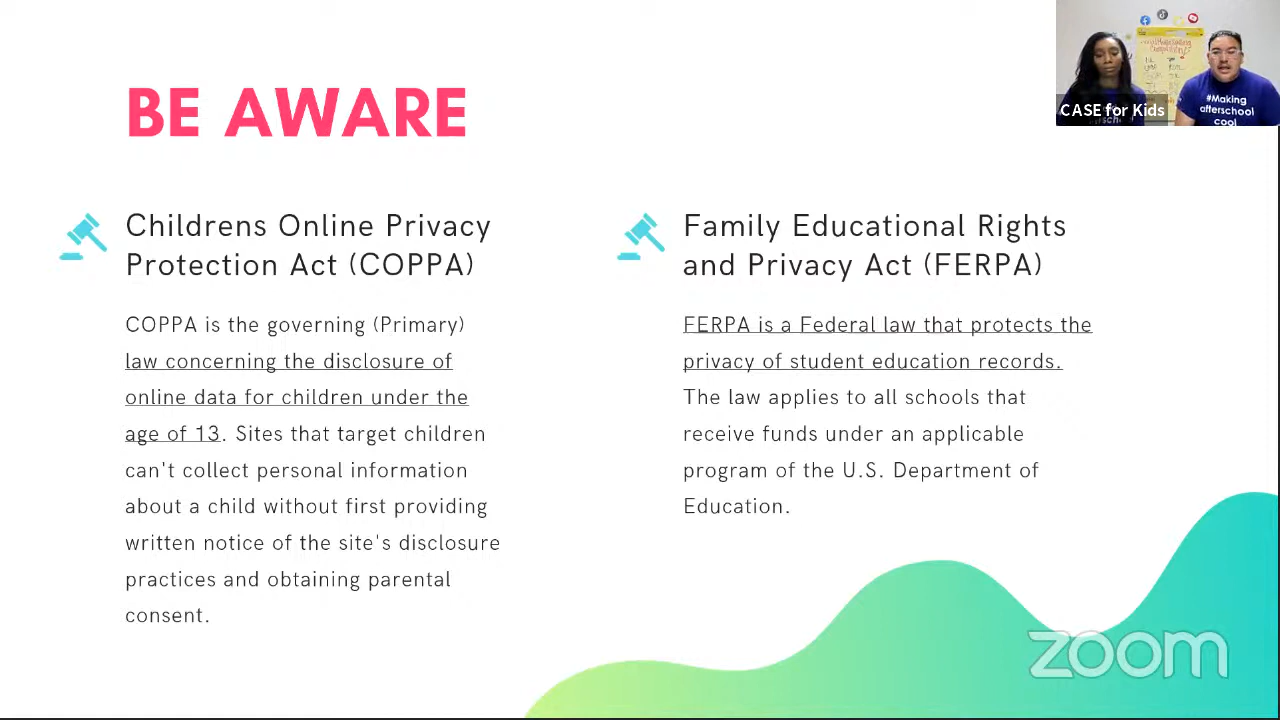 BE AWARE
Childrens Online Privacy
Protection Act (COPPA)
COPPA is the governing (Primary)
law concerning the disclosure of
online data for children under the
age of 13. Sites that target children
can't collect personal information
about a child without first providing
written notice of the site's disclosure
practices and obtaining parental
consent.
Family Educational Rights
and Privacy Act (FERPA)
FERPA is a Federal law that protects the
privacy of student education records.
The law applies to all schools that
receive funds under an applicable
program of the U.S. Department of
Education.
CASE for Kids
#Making
afterschool
cool
zoom